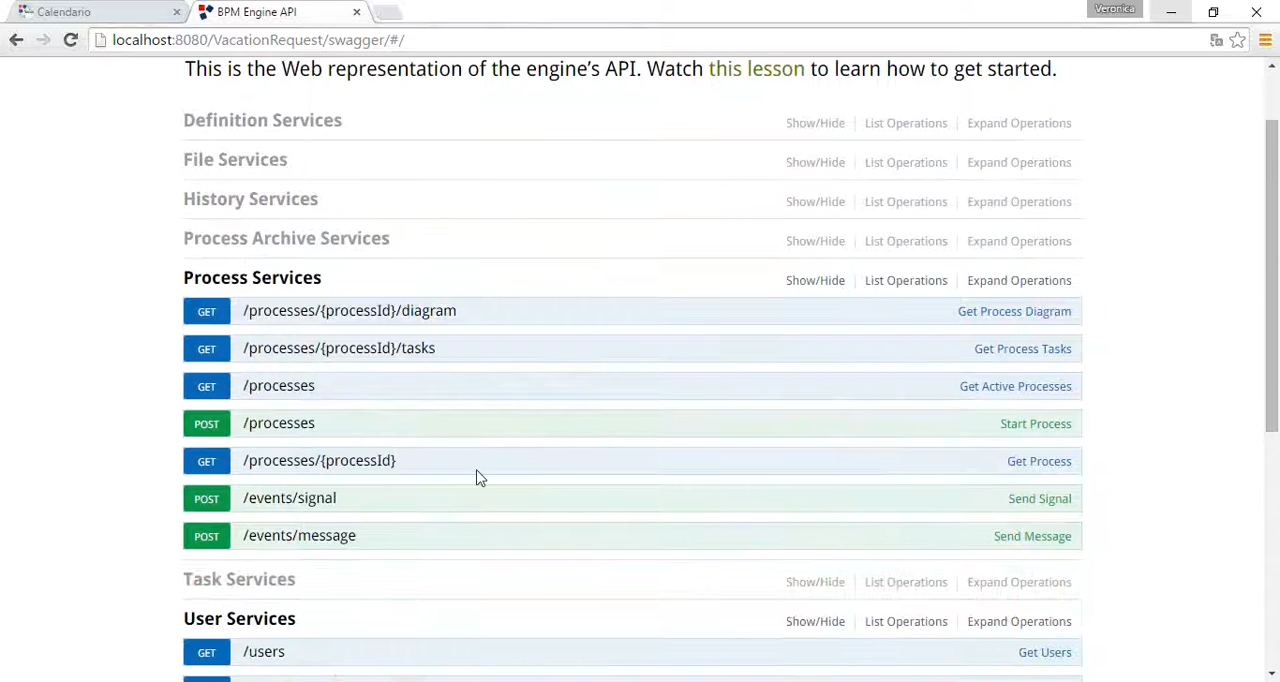 Calendario
BPM Engine API
Veronica
localhost:8080/VacationRequest/swagger/#/
This is the Web representation of the engine's API. Watch this lesson to learn how to get started.
Definition Services Show/Hide List Operations Expand Operations
File Services Show/Hide List Operations Expand Operations
History Services Show/Hide List Operations Expand Operations
Process Archive Services Show/Hide List Operations Expand Operations
Process Services Show/Hide List Operations Expand Operations
GET /processes/{processId}/diagram Get Process Diagram
GET /processes/{processId}/tasks Get Process Tasks
GET /processes Get Active Processes
POST /processes Start Process
GET /processes/{processId} Get Process
POST /events/signal Send Signal
POST /events/message Send Message
Task Services Show/Hide List Operations Expand Operations
User Services Show/Hide List Operations Expand Operations
GET /users Get Users